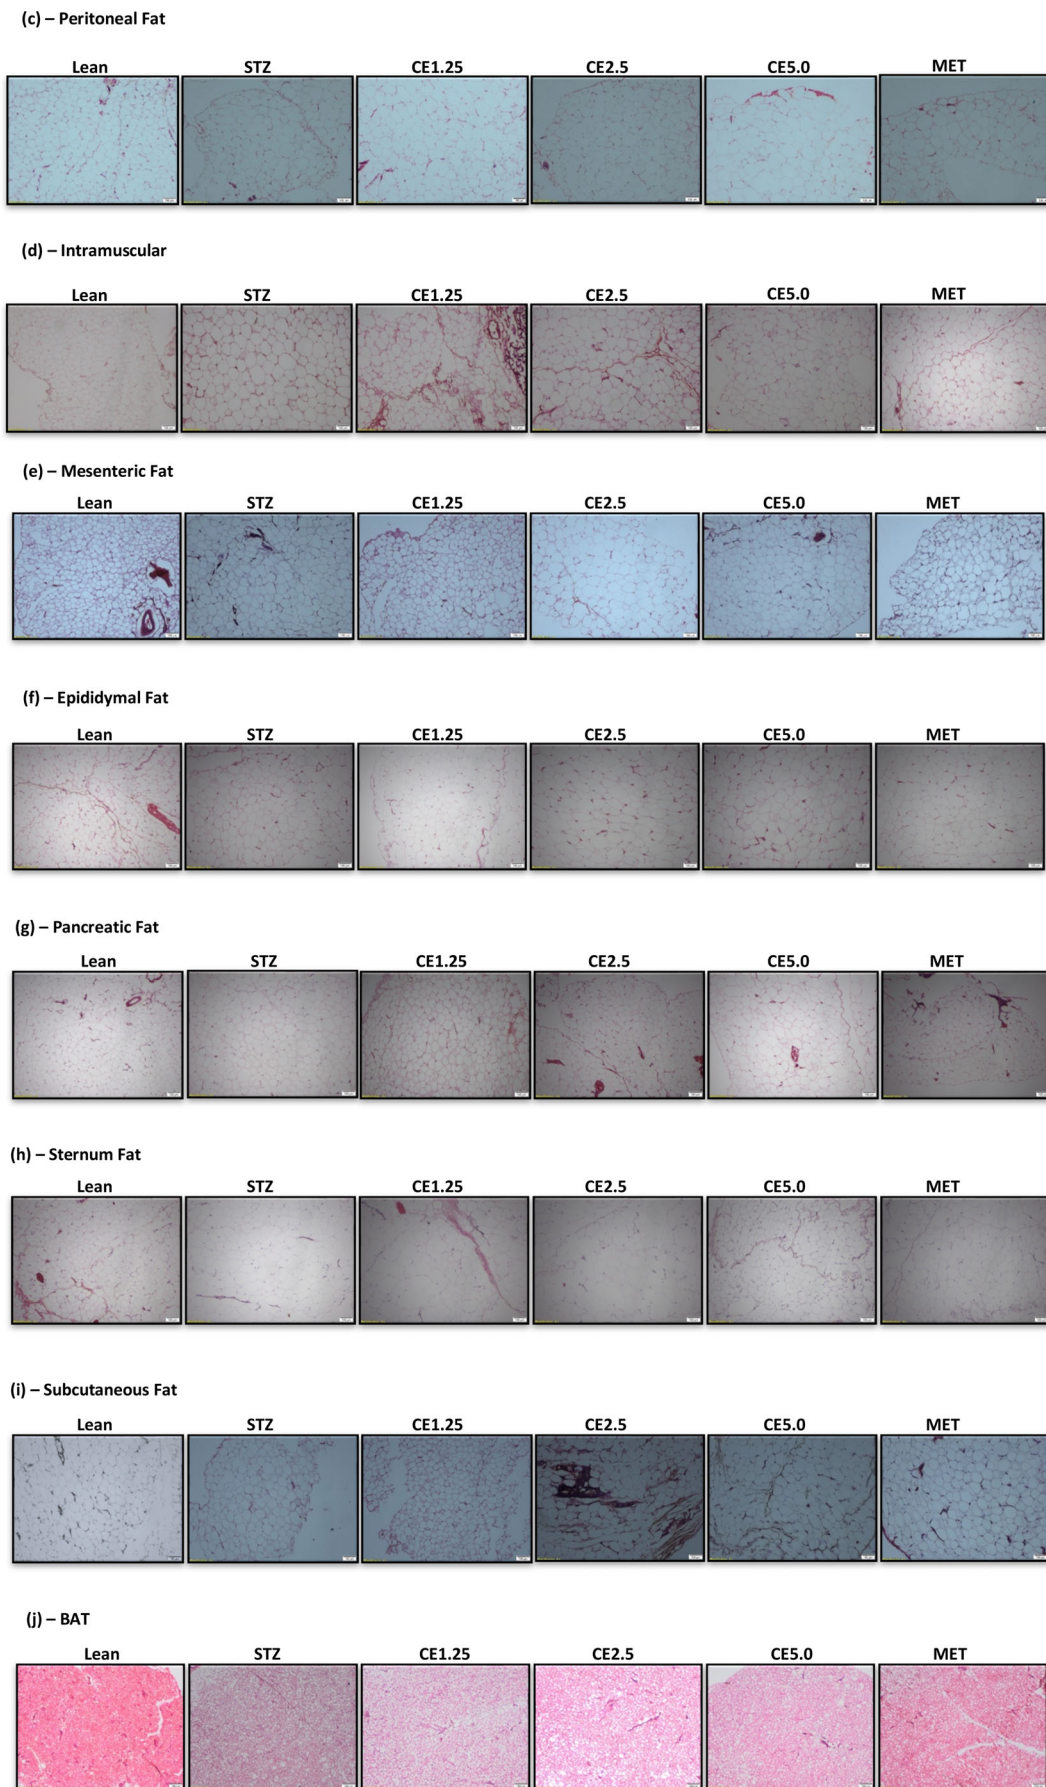 (c) – Peritoneal Fat
Lean STZ CE1.25 CE2.5 CE5.0 MET
(d) – Intramuscular
Lean STZ CE1.25 CE2.5 CE5.0 MET
(e) – Mesenteric Fat
Lean STZ CE1.25 CE2.5 CE5.0 MET
(f) – Epididymal Fat
Lean STZ CE1.25 CE2.5 CE5.0 MET
(g) – Pancreatic Fat
Lean STZ CE1.25 CE2.5 CE5.0 MET
(h) – Sternum Fat
Lean STZ CE1.25 CE2.5 CE5.0 MET
(i) – Subcutaneous Fat
Lean STZ CE1.25 CE2.5 CE5.0 MET
(j) – BAT
Lean STZ CE1.25 CE2.5 CE5.0 MET